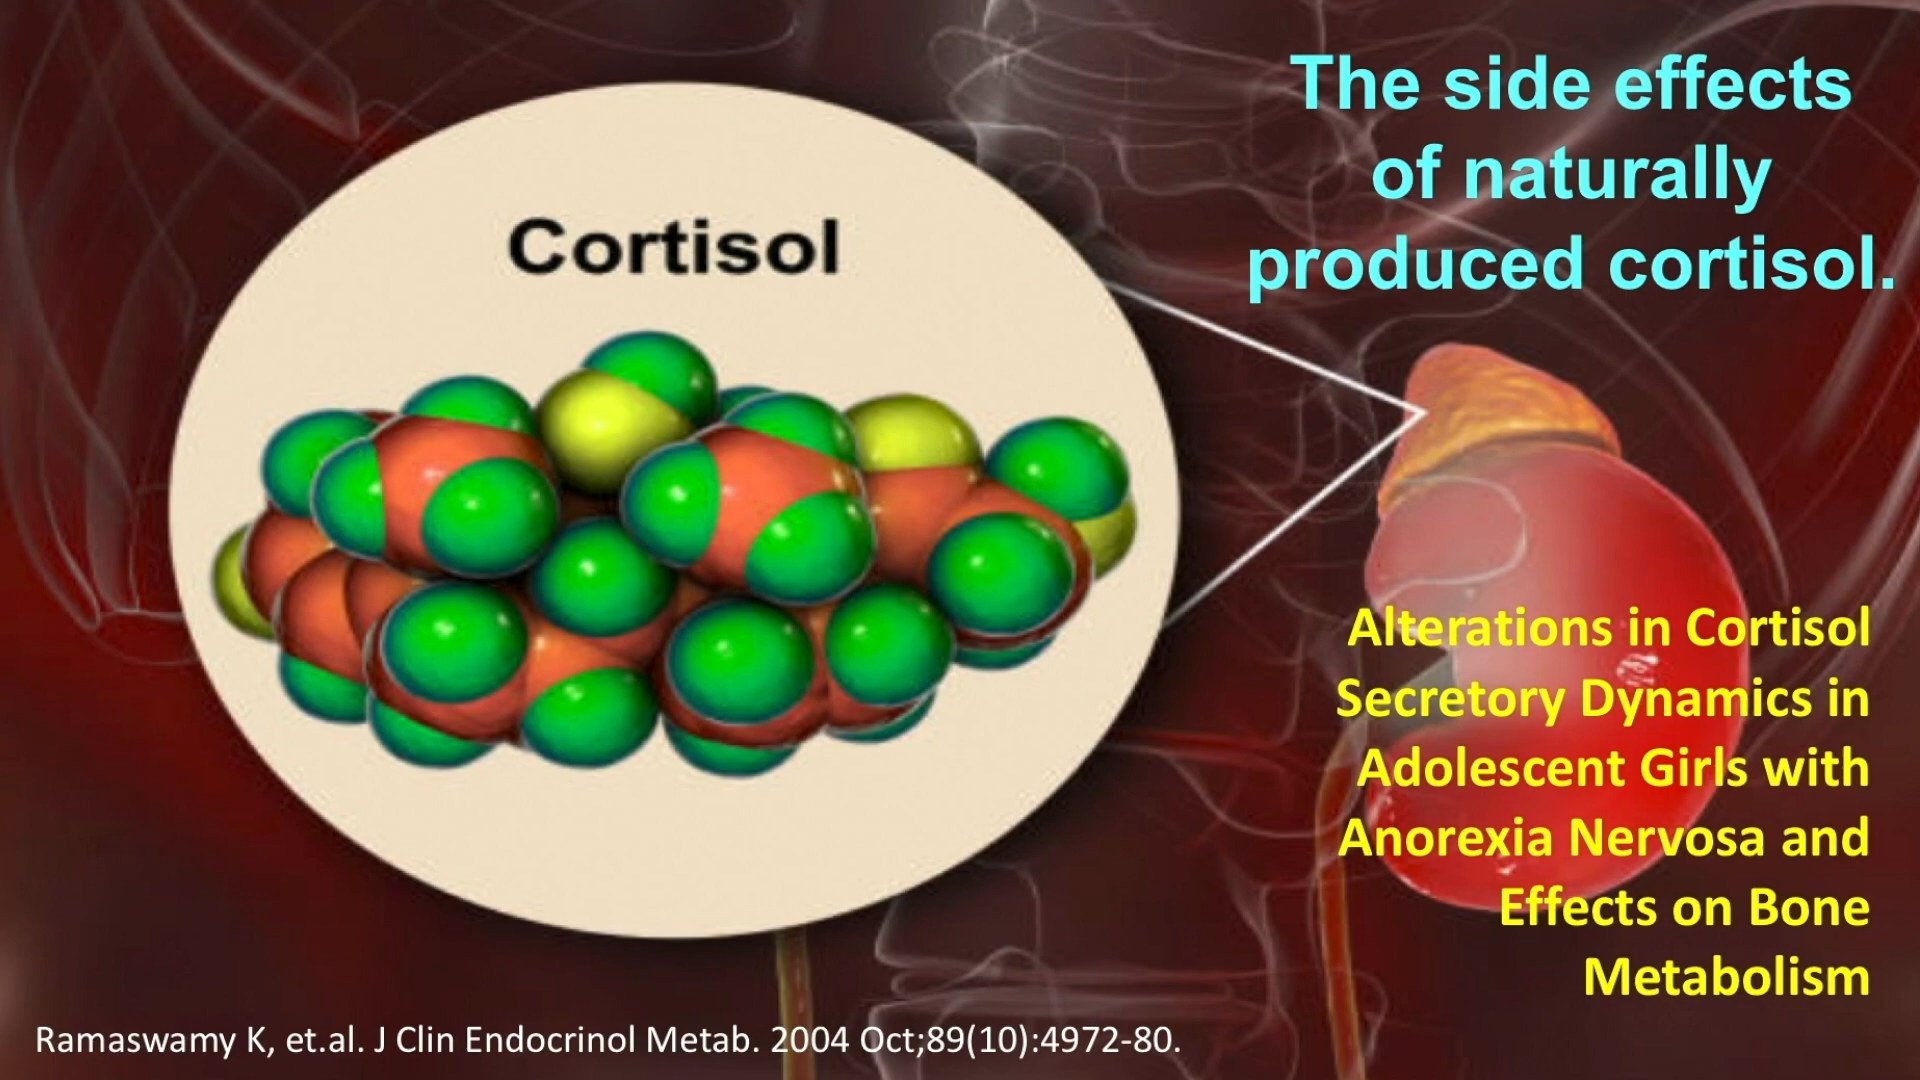 The side effects
of naturally
produced cortisol.
Cortisol
Alterations in Cortisol
Secretory Dynamics in
Adolescent Girls with
Anorexia Nervosa and
Effects on Bone
Metabolism
Ramaswamy K, et.al. J Clin Endocrinol Metab. 2004 Oct;89(10):4972-80.